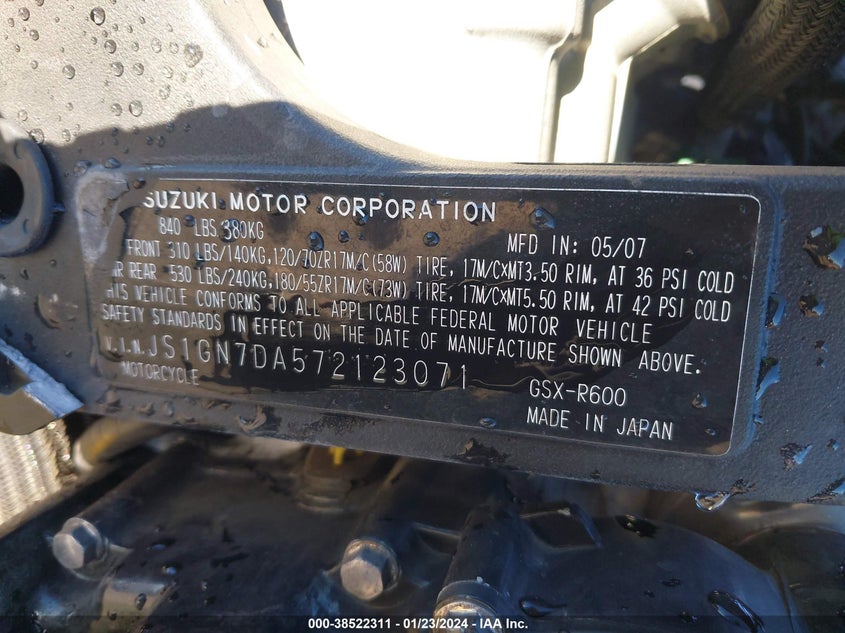 SUZUKI MOTOR CORPORATION
840 LBS 380KG MFD IN: 05/07
FRONT 310 LBS/140KG,120/70ZR17M/C(58W) TIRE, 17M/C×MT3.50 RIM, AT 36 PSI COLD
REAR 530 LBS/240KG,180/55ZR17M/C(73W) TIRE, 17M/C×MT5.50 RIM, AT 42 PSI COLD
THIS VEHICLE CONFORMS TO ALL APPLICABLE FEDERAL MOTOR VEHICLE
SAFETY STANDARDS IN EFFECT ON THE DATE OF MANUFACTURE SHOWN ABOVE.
V.I.N. JS1GN7DA572123071
MOTORCYCLE GSX-R600
MADE IN JAPAN
000-38522311 - 01/23/2024 - IAA Inc.